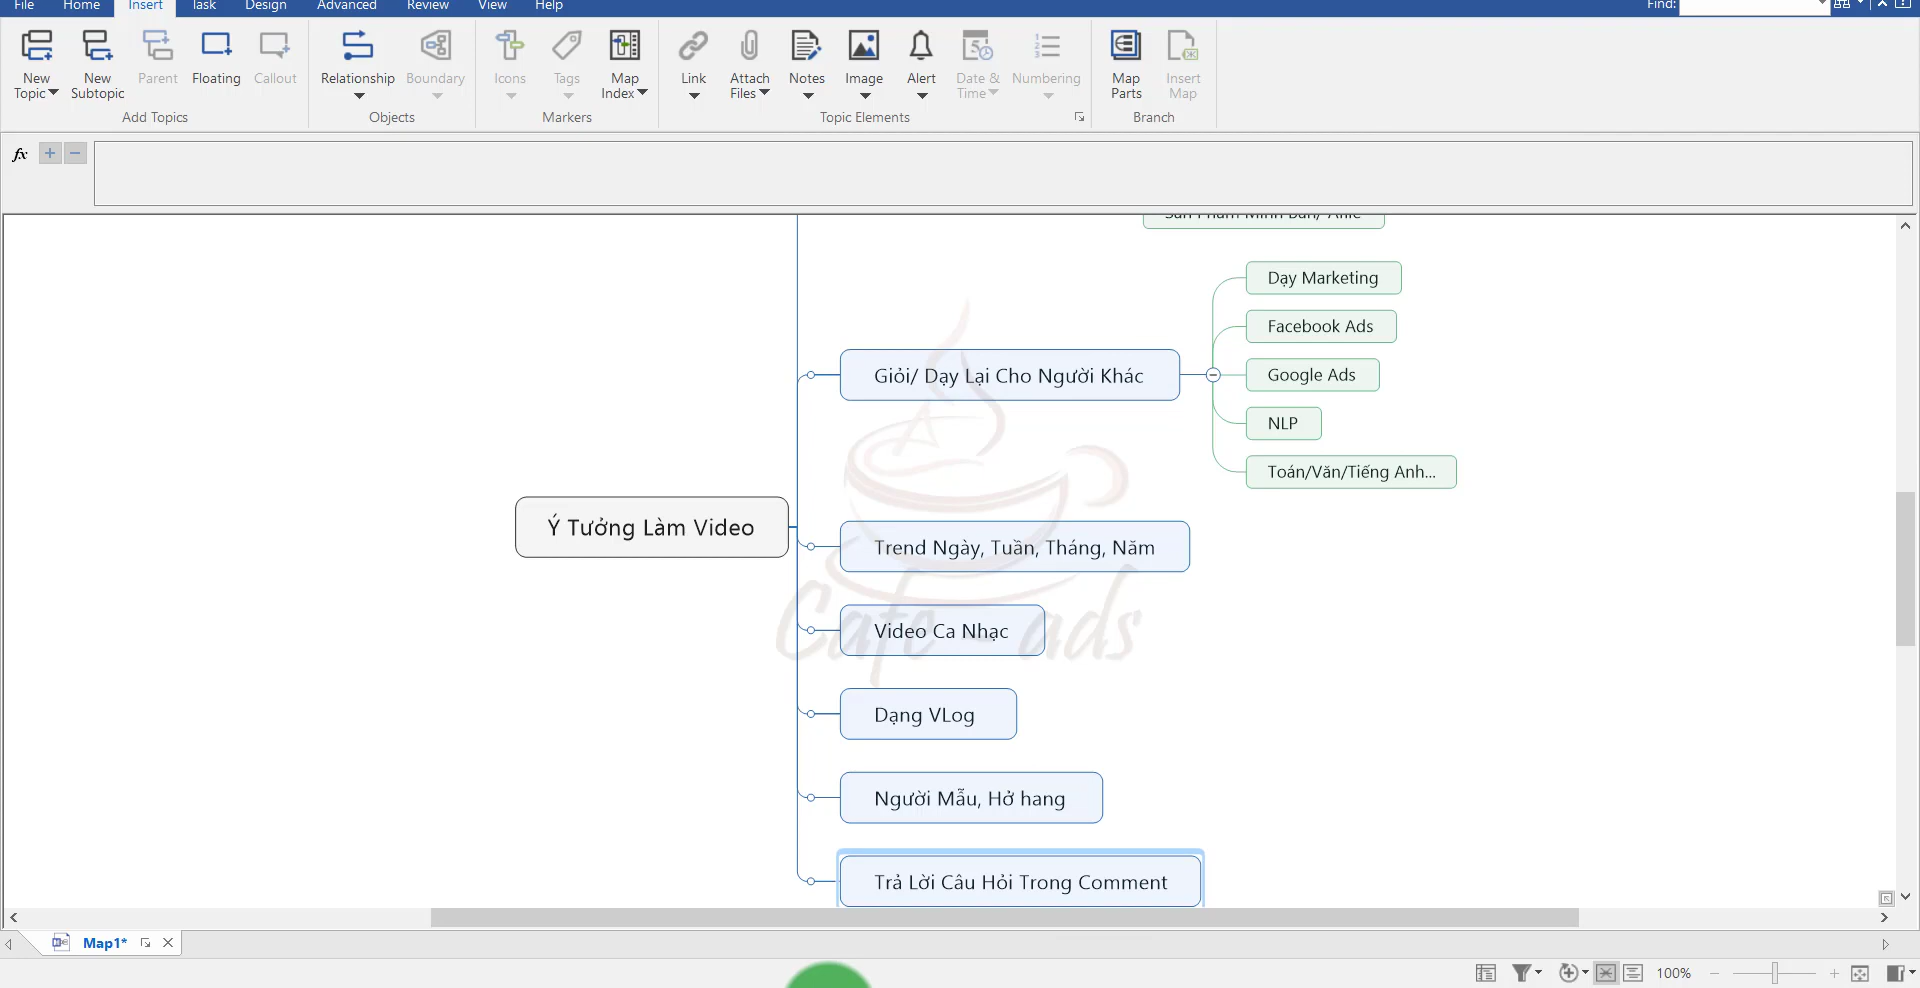 File Home Insert Task Design Advanced Review View Help Find:
New Topic
New Subtopic
Parent
Floating
Callout
Relationship
Boundary
Icons
Tags
Map Index
Link
Attach Files
Notes
Image
Alert
Date & Time
Numbering
Map Parts
Insert Map
Add Topics
Objects
Markers
Topic Elements
Branch
fx
Dạy Marketing
Facebook Ads
Giỏi/ Dạy Lại Cho Người Khác
Google Ads
NLP
Toán/Văn/Tiếng Anh...
Ý Tưởng Làm Video
Trend Ngày, Tuần, Tháng, Năm
Video Ca Nhạc
Cafe - ads
Dạng VLog
Người Mẫu, Hở hang
Trả Lời Câu Hỏi Trong Comment
Map1*
100%